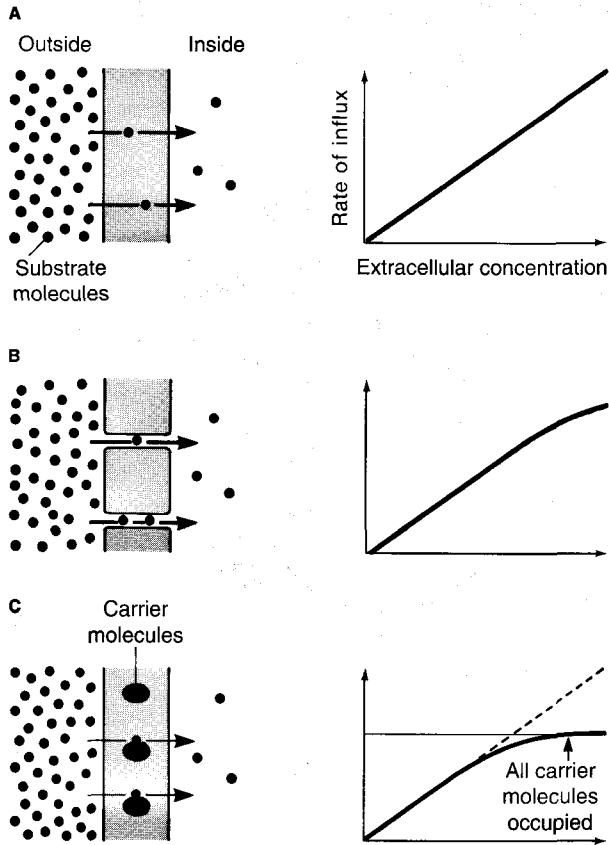 A
Outside
Inside
Substrate
molecules
Rate of influx
Extracellular concentration
B
C
Carrier
molecules
All carrier
molecules
occupied